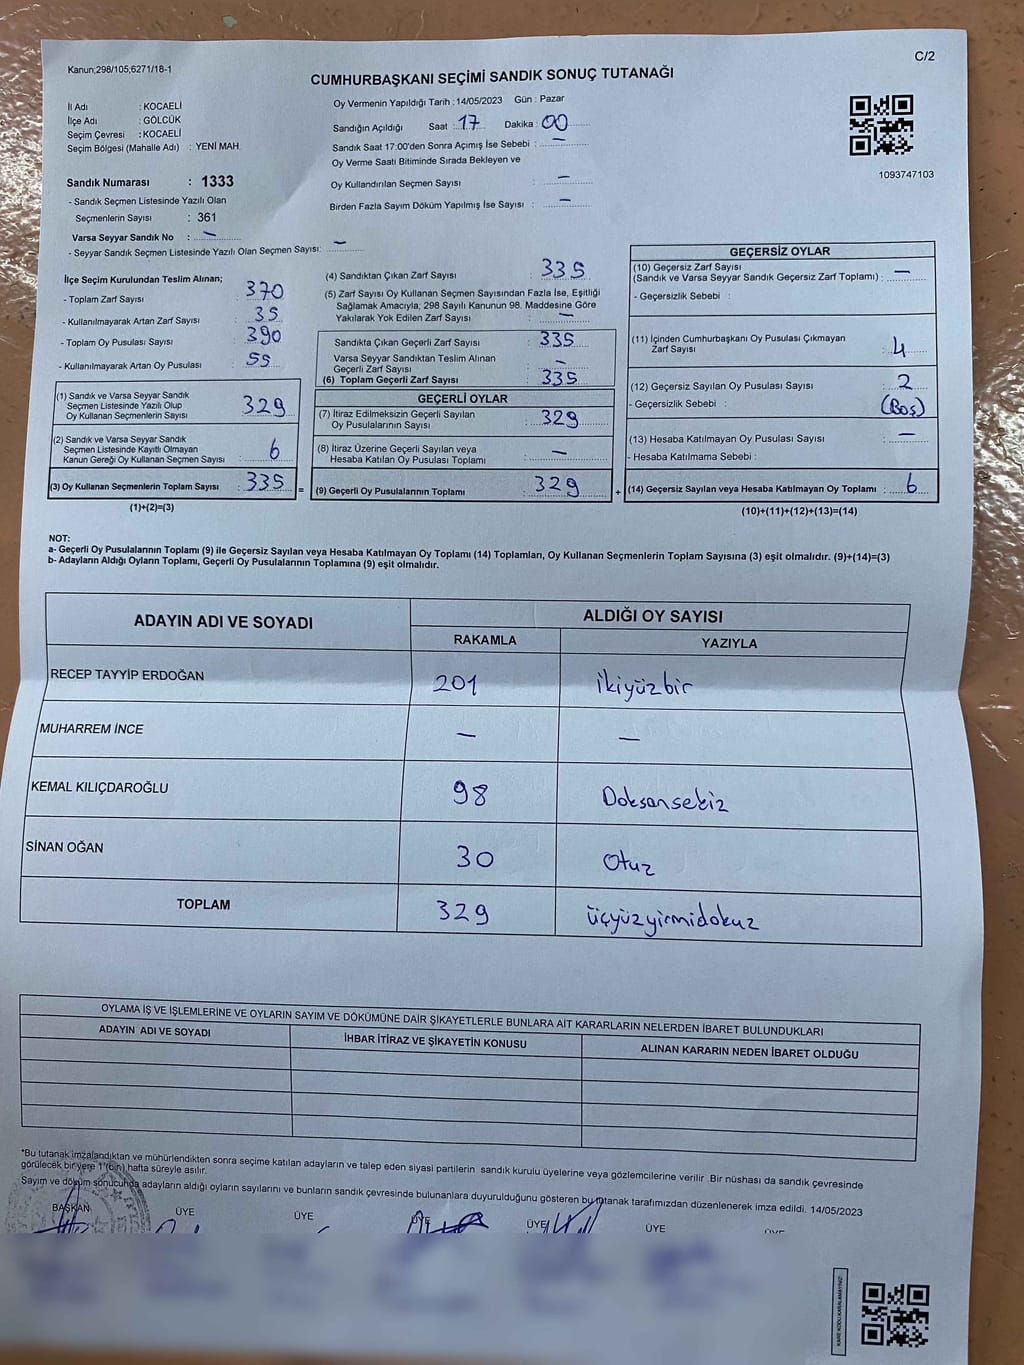 Kanun;298/105;6271/18-1
C/2
CUMHURBAŞKANI SEÇİMİ SANDIK SONUÇ TUTANAĞI
İl Adı : KOCAELİ
İlçe Adı : GÖLCÜK
Seçim Çevresi : KOCAELİ
Seçim Bölgesi (Mahalle Adı) : YENİ MAH.
Sandık Numarası : 1333
- Sandık Seçmen Listesinde Yazılı Olan
Seçmenlerin Sayısı : 361
Varsa Seyyar Sandık No : —
- Seyyar Sandık Seçmen Listesinde Yazılı Olan Seçmen Sayısı: —
Oy Vermenin Yapıldığı Tarih : 14/05/2023 Gün : Pazar
Sandığın Açıldığı Saat : 17 Dakika : 00
Sandık Saat 17:00'den Sonra Açımış İse Sebebi : —
Oy Verme Saati Bitiminde Sırada Bekleyen ve
Oy Kullandırılan Seçmen Sayısı : —
Birden Fazla Sayım Döküm Yapılmış İse Sayısı : —
1093747103
İlçe Seçim Kurulundan Teslim Alınan;
- Toplam Zarf Sayısı : 370
- Kullanılmayarak Artan Zarf Sayısı : 35
- Toplam Oy Pusulası Sayısı : 390
- Kullanılmayarak Artan Oy Pusulası : 55
(1) Sandık ve Varsa Seyyar Sandık
Seçmen Listesinde Yazılı Olup
Oy Kullanan Seçmenlerin Sayısı : 329
(2) Sandık ve Varsa Seyyar Sandık
Seçmen Listesinde Kayıtlı Olmayan
Kanun Gereği Oy Kullanan Seçmen Sayısı : 6
(3) Oy Kullanan Seçmenlerin Toplam Sayısı : 335
(1)+(2)=(3)
(4) Sandıktan Çıkan Zarf Sayısı : 335
(5) Zarf Sayısı Oy Kullanan Seçmen Sayısından Fazla İse, Eşitliği
Sağlamak Amacıyla; 298 Sayılı Kanunun 98. Maddesine Göre
Yakılarak Yok Edilen Zarf Sayısı : —
Sandıkta Çıkan Geçerli Zarf Sayısı : 335
Varsa Seyyar Sandıktan Teslim Alınan
Geçerli Zarf Sayısı : —
(6) Toplam Geçerli Zarf Sayısı : 335
GEÇERLİ OYLAR
(7) İtiraz Edilmeksizin Geçerli Sayılan
Oy Pusulalarının Sayısı : 329
(8) İtiraz Üzerine Geçerli Sayılan veya
Hesaba Katılan Oy Pusulası Toplamı : —
= (9) Geçerli Oy Pusulalarının Toplamı : 329
GEÇERSİZ OYLAR
(10) Geçersiz Zarf Sayısı
(Sandık ve Varsa Seyyar Sandık Geçersiz Zarf Toplamı) : —
- Geçersizlik Sebebi :
(11) İçinden Cumhurbaşkanı Oy Pusulası Çıkmayan
Zarf Sayısı : 4
(12) Geçersiz Sayılan Oy Pusulası Sayısı : 2
- Geçersizlik Sebebi : (Boş)
(13) Hesaba Katılmayan Oy Pusulası Sayısı : —
- Hesaba Katılmama Sebebi :
+ (14) Geçersiz Sayılan veya Hesaba Katılmayan Oy Toplamı : 6
(10)+(11)+(12)+(13)=(14)
NOT:
a- Geçerli Oy Pusulalarının Toplamı (9) ile Geçersiz Sayılan veya Hesaba Katılmayan Oy Toplamı (14) Toplamları, Oy Kullanan Seçmenlerin Toplam Sayısına (3) eşit olmalıdır. (9)+(14)=(3)
b- Adayların Aldığı Oyların Toplamı, Geçerli Oy Pusulalarının Toplamına (9) eşit olmalıdır.
ADAYIN ADI VE SOYADI ALDIĞI OY SAYISI
RAKAMLA YAZIYLA
RECEP TAYYİP ERDOĞAN 201 ikiyüzbir
MUHARREM İNCE — —
KEMAL KILIÇDAROĞLU 98 Doksansekiz
SİNAN OĞAN 30 Otuz
TOPLAM 329 üçyüzyirmidokuz
OYLAMA İŞ VE İŞLEMLERİNE VE OYLARIN SAYIM VE DÖKÜMÜNE DAİR ŞİKAYETLERLE BUNLARA AİT KARARLARIN NELERDEN İBARET BULUNDUKLARI
ADAYIN ADI VE SOYADI İHBAR İTİRAZ VE ŞİKAYETİN KONUSU ALINAN KARARIN NEDEN İBARET OLDUĞU
*Bu tutanak imzalandıktan ve mühürlendikten sonra seçime katılan adayların ve talep eden siyasi partilerin sandık kurulu üyelerine veya gözlemcilerine verilir .Bir nüshası da sandık çevresinde
görülecek bir yere 1 (bir) hafta süreyle asılır.
Sayım ve döküm sonucunda adayların aldığı oyların sayılarını ve bunların sandık çevresinde bulunanlara duyurulduğunu gösteren bu tutanak tarafımızdan düzenlenerek imza edildi. 14/05/2023
BAŞKAN ÜYE ÜYE ÜYE ÜYE ÜYE ÜYE